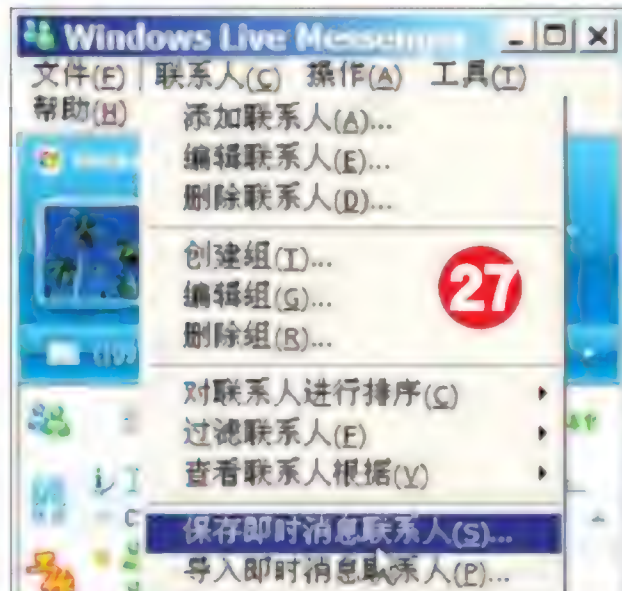 Windows Live Messenger
文件(F) 联系人(C) 操作(A) 工具(T)
帮助(H)
添加联系人(A)...
编辑联系人(E)...
删除联系人(D)...
创建组(T)...
编辑组(G)...
27
删除组(R)...
对联系人进行排序(C)
过滤联系人(F)
查看联系人根据(V)
保存即时消息联系人(S)...
导入即时消息联系人(P)...